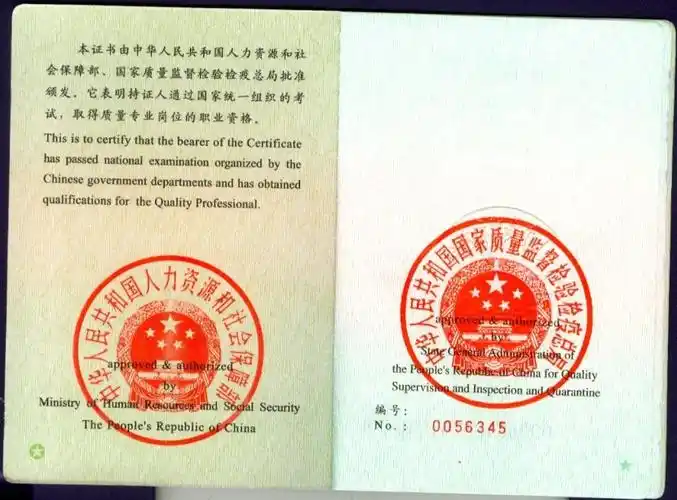 本证书由中华人民共和国人力资源和社
会保障部、国家质量监督检验检疫总局批准
颁发。它表明持证人通过国家统一组织的考
试，取得质量专业岗位的职业资格。
This is to certify that the bearer of the Certificate
has passed national examination organized by the
Chinese government departments and has obtained
qualifications for the Quality Professional.
中华人民共和国人力资源和社会保障部
approved & authorized
by
Ministry of Human Resources and Social Security
The People's Republic of China
中华人民共和国国家质量监督检验检疫总局
approved & authorized
by
State General Administration of
the People's Republic of China for Quality
Supervision and Inspection and Quarantine
编号：
No.: 0056345